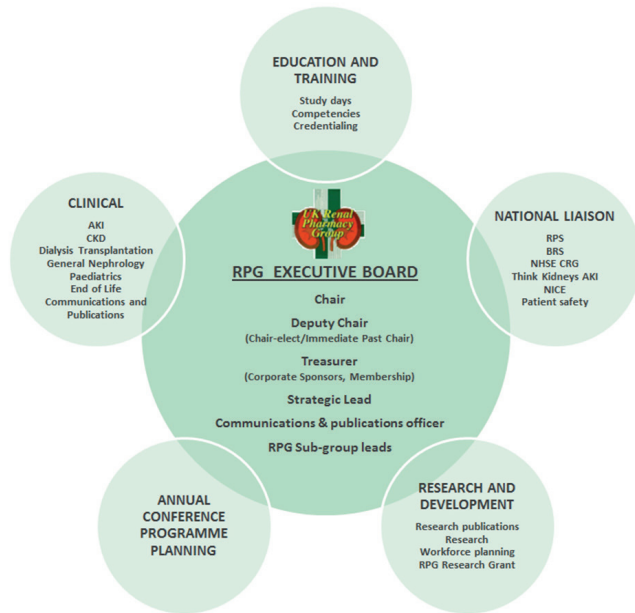 EDUCATION AND
TRAINING
Study days
Competencies
Credentialing
CLINICAL
AKI
CKD
Dialysis Transplantation
General Nephrology
Paediatrics
End of Life
Communications and
Publications
NATIONAL LIAISON
RPS
BRS
NHSE CRG
Think Kidneys AKI
NICE
Patient safety
UK Renal
Pharmacy
Group
RPG EXECUTIVE BOARD
Chair
Deputy Chair
(Chair-elect/Immediate Past Chair)
Treasurer
(Corporate Sponsors, Membership)
Strategic Lead
Communications & publications officer
RPG Sub-group leads
ANNUAL
CONFERENCE
PROGRAMME
PLANNING
RESEARCH AND
DEVELOPMENT
Research publications
Research
Workforce planning
RPG Research Grant